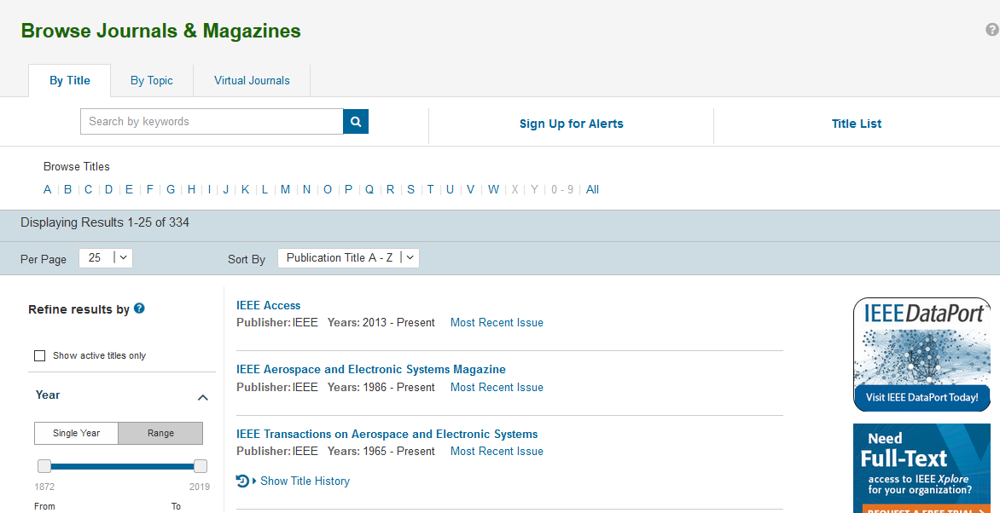 Browse Journals & Magazines
?
By Title
By Topic
Virtual Journals
Search by keywords
Sign Up for Alerts
Title List
Browse Titles
A | B | C | D | E | F | G | H | I | J | K | L | M | N | O | P | Q | R | S | T | U | V | W | X | Y | 0 - 9 | All
Displaying Results 1-25 of 334
Per Page 25 Sort By Publication Title A - Z
Refine results by ?
Show active titles only
Year
Single Year Range
1872 2019
From To
IEEE Access
Publisher: IEEE Years: 2013 - Present Most Recent Issue
IEEE Aerospace and Electronic Systems Magazine
Publisher: IEEE Years: 1986 - Present Most Recent Issue
IEEE Transactions on Aerospace and Electronic Systems
Publisher: IEEE Years: 1965 - Present Most Recent Issue
Show Title History
IEEE DataPort™
Visit IEEE DataPort Today!
Need
Full-Text
access to IEEE Xplore
for your organization?
REQUEST A FREE TRIAL >